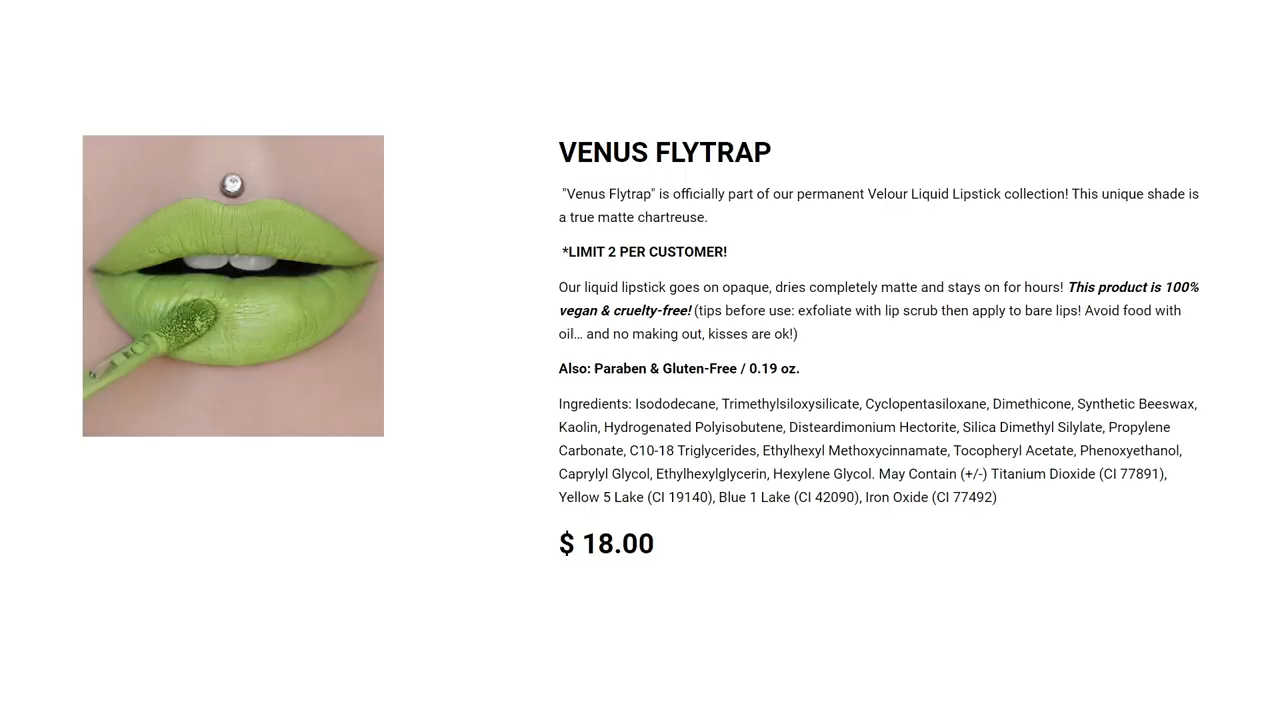 VENUS FLYTRAP
"Venus Flytrap" is officially part of our permanent Velour Liquid Lipstick collection! This unique shade is
a true matte chartreuse.
*LIMIT 2 PER CUSTOMER!
Our liquid lipstick goes on opaque, dries completely matte and stays on for hours! This product is 100%
vegan & cruelty-free! (tips before use: exfoliate with lip scrub then apply to bare lips! Avoid food with
oil... and no making out, kisses are ok!)
Also: Paraben & Gluten-Free / 0.19 oz.
Ingredients: Isododecane, Trimethylsiloxysilicate, Cyclopentasiloxane, Dimethicone, Synthetic Beeswax,
Kaolin, Hydrogenated Polyisobutene, Disteardimonium Hectorite, Silica Dimethyl Silylate, Propylene
Carbonate, C10-18 Triglycerides, Ethylhexyl Methoxycinnamate, Tocopheryl Acetate, Phenoxyethanol,
Caprylyl Glycol, Ethylhexylglycerin, Hexylene Glycol. May Contain (+/-) Titanium Dioxide (CI 77891),
Yellow 5 Lake (CI 19140), Blue 1 Lake (CI 42090), Iron Oxide (CI 77492)
$ 18.00